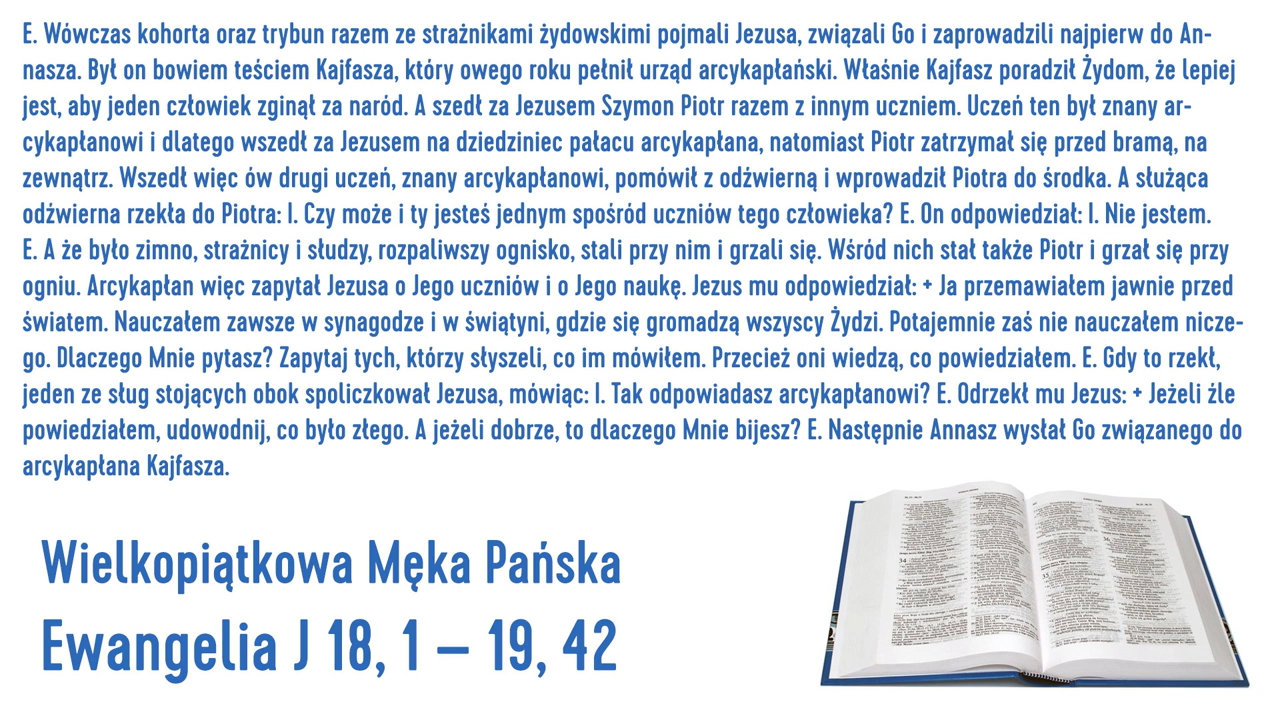 E. Wówczas kohorta oraz trybun razem ze strażnikami żydowskimi pojmali Jezusa, związali Go i zaprowadzili najpierw do An-
nasza. Był on bowiem teściem Kajfasza, który owego roku pełnił urząd arcykapłański. Właśnie Kajfasz poradził Żydom, że lepiej
jest, aby jeden człowiek zginął za naród. A szedł za Jezusem Szymon Piotr razem z innym uczniem. Uczeń ten był znany ar-
cykapłanowi i dlatego wszedł za Jezusem na dziedziniec pałacu arcykapłana, natomiast Piotr zatrzymał się przed bramą, na
zewnątrz. Wszedł więc ów drugi uczeń, znany arcykapłanowi, pomówił z odźwierną i wprowadził Piotra do środka. A służąca
odźwierna rzekła do Piotra: I. Czy może i ty jesteś jednym spośród uczniów tego człowieka? E. On odpowiedział: I. Nie jestem.
E. A że było zimno, strażnicy i słudzy, rozpaliwszy ognisko, stali przy nim i grzali się. Wśród nich stał także Piotr i grzał się przy
ogniu. Arcykapłan więc zapytał Jezusa o Jego uczniów i o Jego naukę. Jezus mu odpowiedział: + Ja przemawiałem jawnie przed
światem. Nauczałem zawsze w synagodze i w świątyni, gdzie się gromadzą wszyscy Żydzi. Potajemnie zaś nie nauczałem nicze-
go. Dlaczego Mnie pytasz? Zapytaj tych, którzy słyszeli, co im mówiłem. Przecież oni wiedzą, co powiedziałem. E. Gdy to rzekł,
jeden ze sług stojących obok spoliczkował Jezusa, mówiąc: I. Tak odpowiadasz arcykapłanowi? E. Odrzekł mu Jezus: + Jeżeli źle
powiedziałem, udowodnij, co było złego. A jeżeli dobrze, to dlaczego Mnie bijesz? E. Następnie Annasz wysłał Go związanego do
arcykapłana Kajfasza.
Wielkopiątkowa Męka Pańska
Ewangelia J 18, 1 – 19, 42
34
35
36